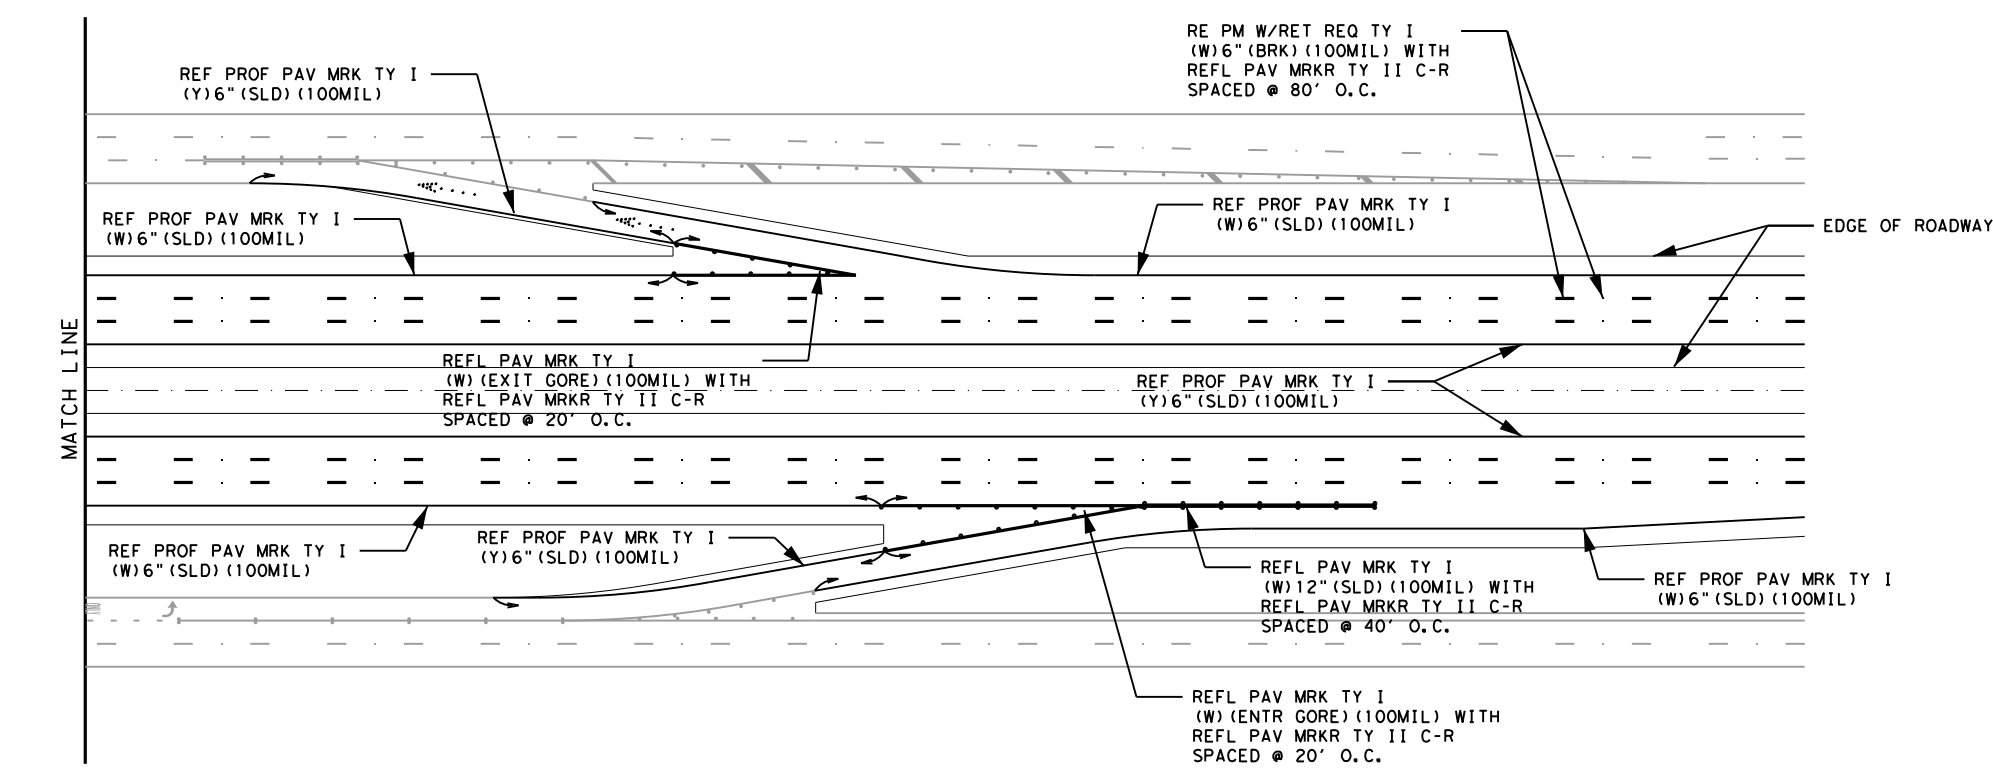 RE PM W/RET REQ TY I
(W)6"(BRK)(100MIL) WITH
REFL PAV MRKR TY II C-R
SPACED @ 80' O.C.
REF PROF PAV MRK TY I
(Y)6"(SLD)(100MIL)
REF PROF PAV MRK TY I
(W)6"(SLD)(100MIL)
REF PROF PAV MRK TY I
(W)6"(SLD)(100MIL)
EDGE OF ROADWAY
MATCH LINE
REFL PAV MRK TY I
(W)(EXIT GORE)(100MIL) WITH
REFL PAV MRKR TY II C-R
SPACED @ 20' O.C.
REF PROF PAV MRK TY I
(Y)6"(SLD)(100MIL)
REF PROF PAV MRK TY I
(W)6"(SLD)(100MIL)
REF PROF PAV MRK TY I
(Y)6"(SLD)(100MIL)
REFL PAV MRK TY I
(W)12"(SLD)(100MIL) WITH
REFL PAV MRKR TY II C-R
SPACED @ 40' O.C.
REF PROF PAV MRK TY I
(W)6"(SLD)(100MIL)
REFL PAV MRK TY I
(W)(ENTR GORE)(100MIL) WITH
REFL PAV MRKR TY II C-R
SPACED @ 20' O.C.